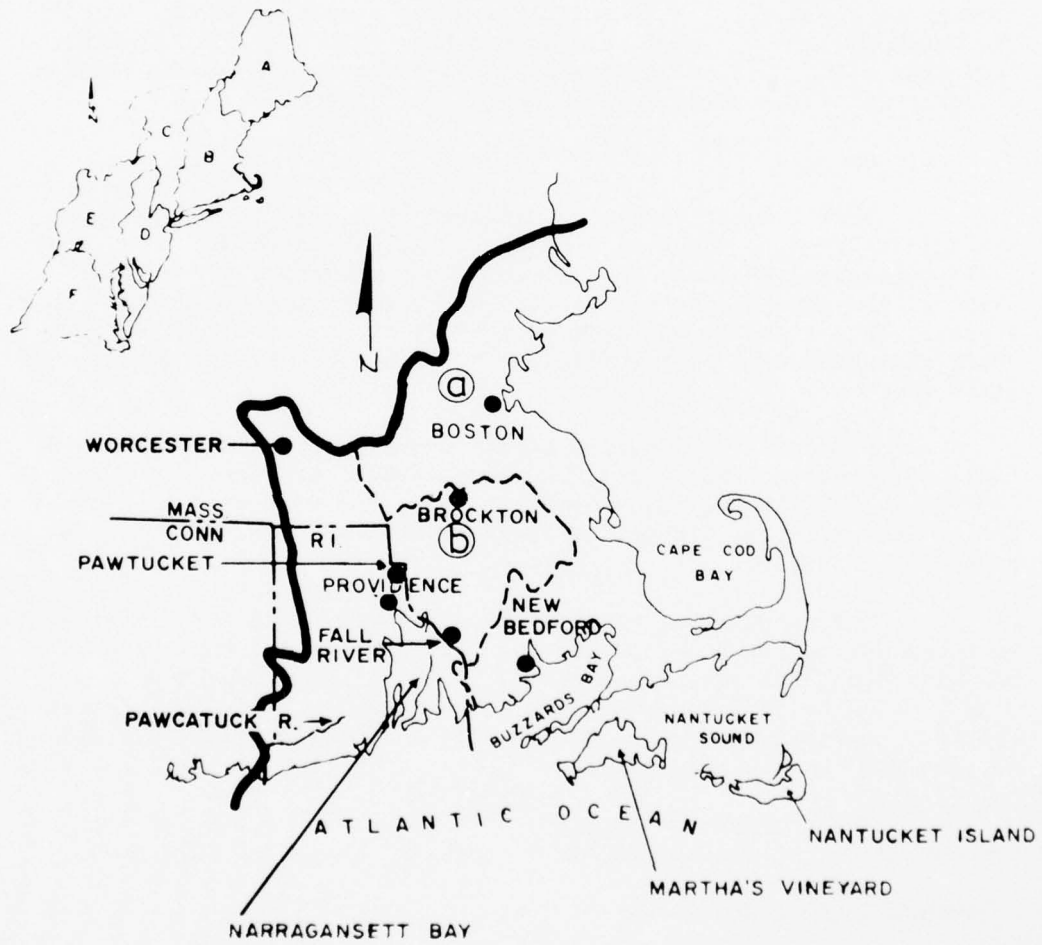 A
C
B
E
D
F
N
a
BOSTON
WORCESTER
BROCKTON
b
MASS
CONN
R I.
PAWTUCKET
PROVIDENCE
CAPE COD
BAY
NEW
BEDFORD
FALL
RIVER
BUZZARDS BAY
PAWCATUCK R.
NANTUCKET
SOUND
ATLANTIC OCEAN
NANTUCKET ISLAND
MARTHA'S VINEYARD
NARRAGANSETT BAY